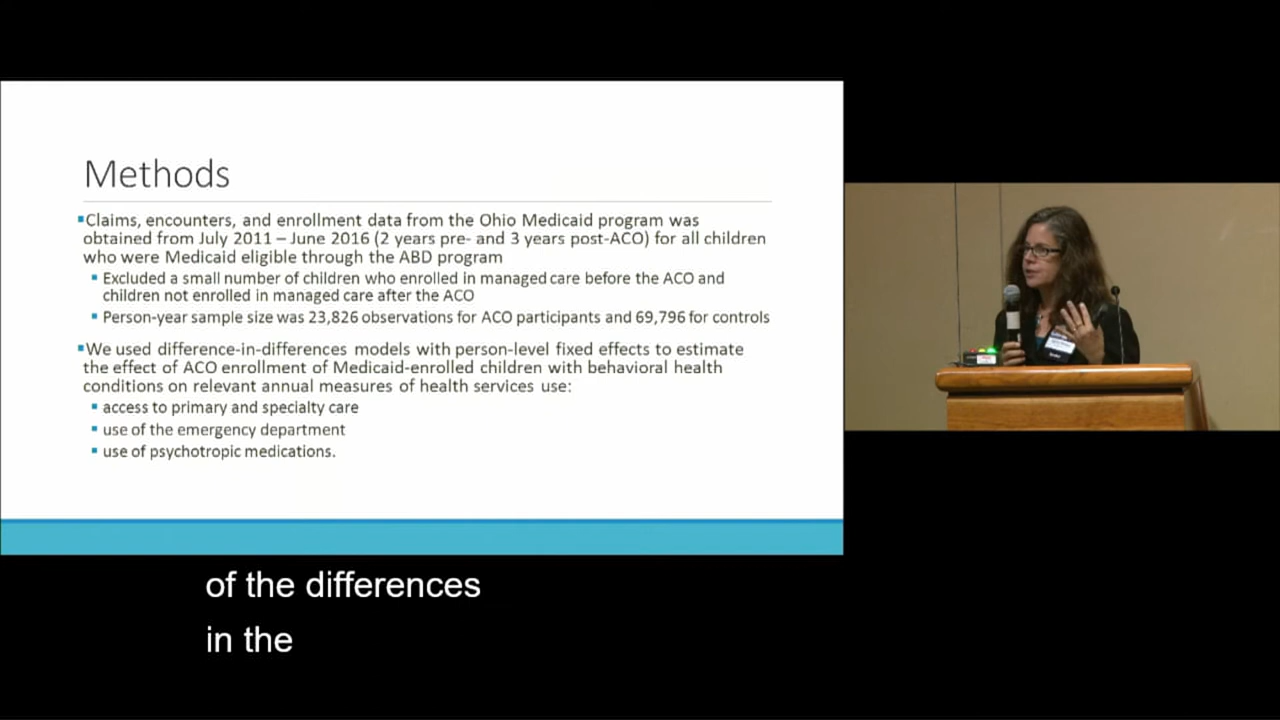 Methods
Claims, encounters, and enrollment data from the Ohio Medicaid program was
obtained from July 2011 – June 2016 (2 years pre- and 3 years post-ACO) for all children
who were Medicaid eligible through the ABD program
Excluded a small number of children who enrolled in managed care before the ACO and
children not enrolled in managed care after the ACO
Person-year sample size was 23,826 observations for ACO participants and 69,796 for controls
We used difference-in-differences models with person-level fixed effects to estimate
the effect of ACO enrollment of Medicaid-enrolled children with behavioral health
conditions on relevant annual measures of health services use:
access to primary and specialty care
use of the emergency department
use of psychotropic medications.
of the differences
in the